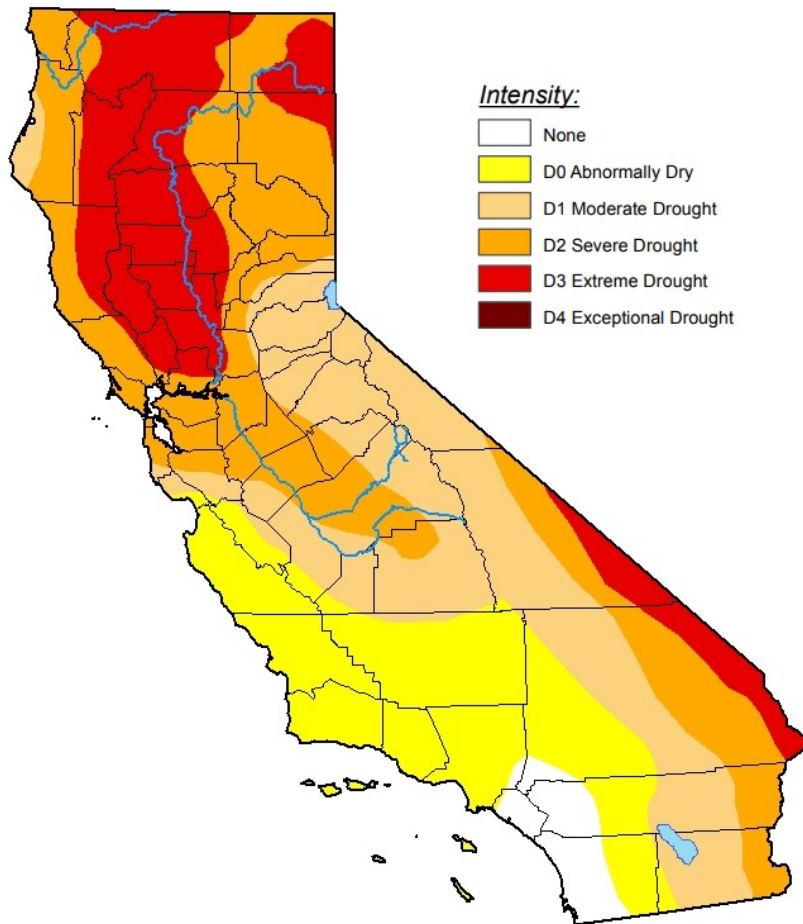 Intensity:
None
D0 Abnormally Dry
D1 Moderate Drought
D2 Severe Drought
D3 Extreme Drought
D4 Exceptional Drought